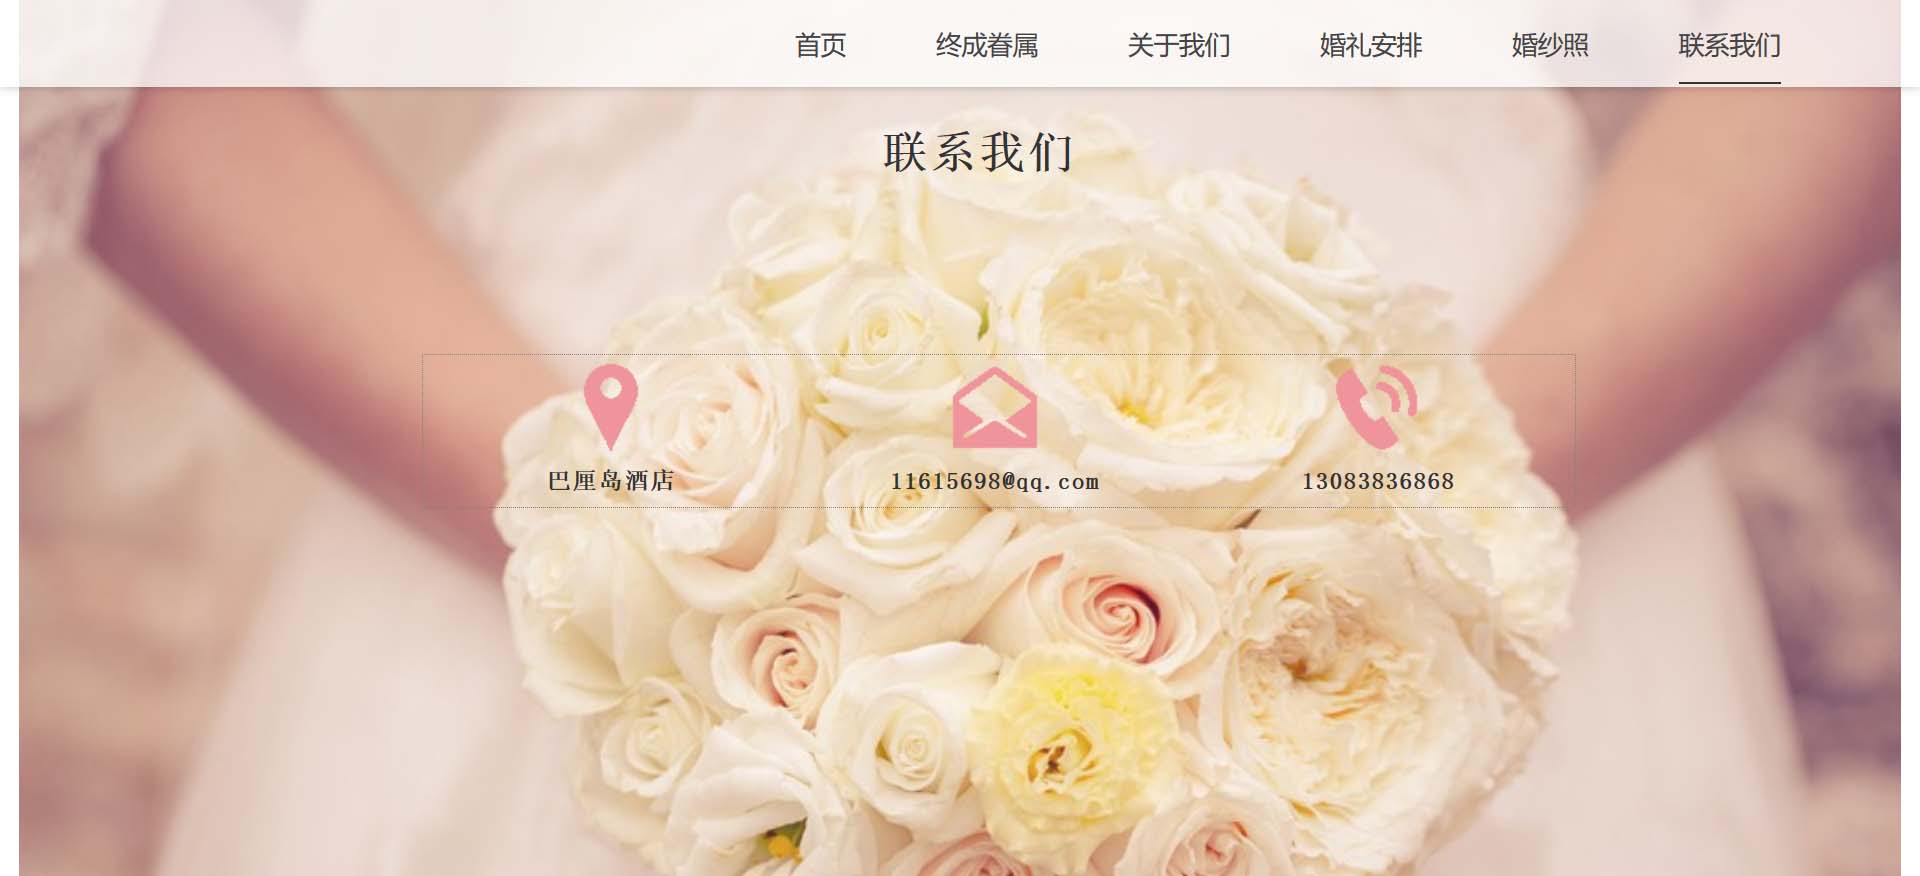 首页 终成眷属 关于我们 婚礼安排 婚纱照 联系我们
联系我们
巴厘岛酒店 11615698@qq.com 13083836868